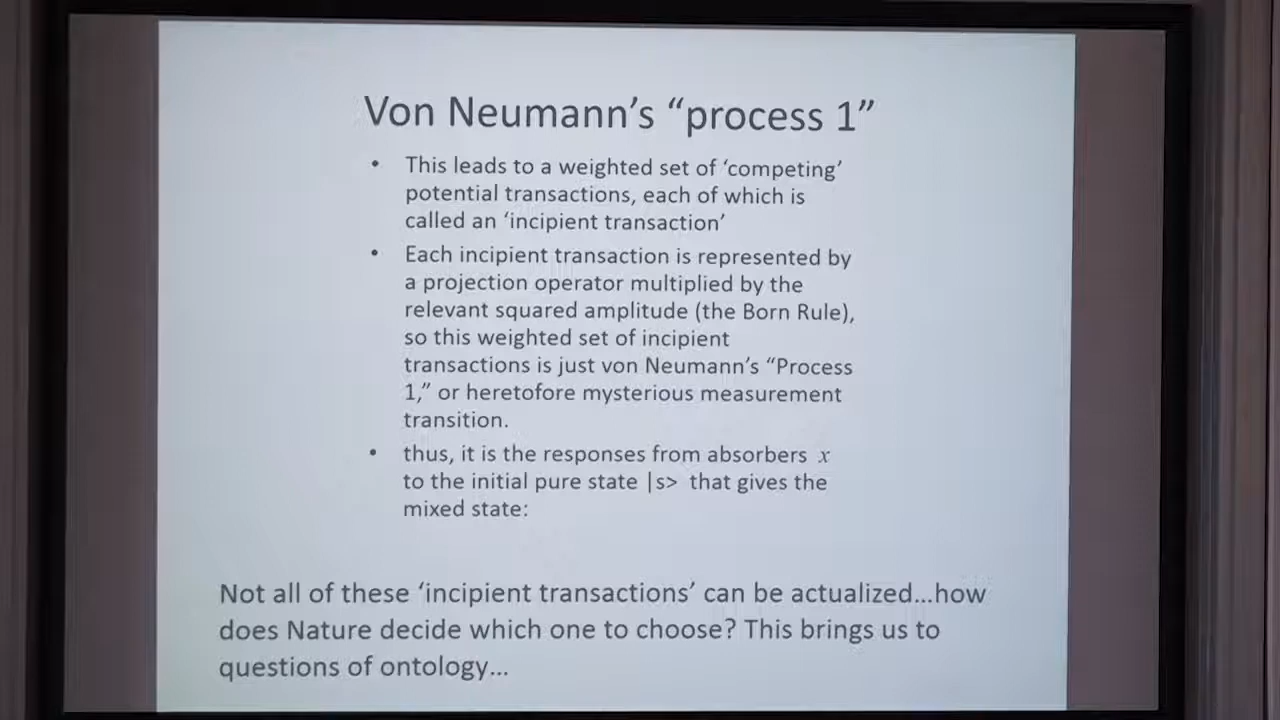 Von Neumann’s “process 1”
• This leads to a weighted set of ‘competing’
potential transactions, each of which is
called an ‘incipient transaction’
• Each incipient transaction is represented by
a projection operator multiplied by the
relevant squared amplitude (the Born Rule),
so this weighted set of incipient
transactions is just von Neumann’s “Process
1,” or heretofore mysterious measurement
transition.
• thus, it is the responses from absorbers x
to the initial pure state |s> that gives the
mixed state:
Not all of these ‘incipient transactions’ can be actualized...how
does Nature decide which one to choose? This brings us to
questions of ontology...